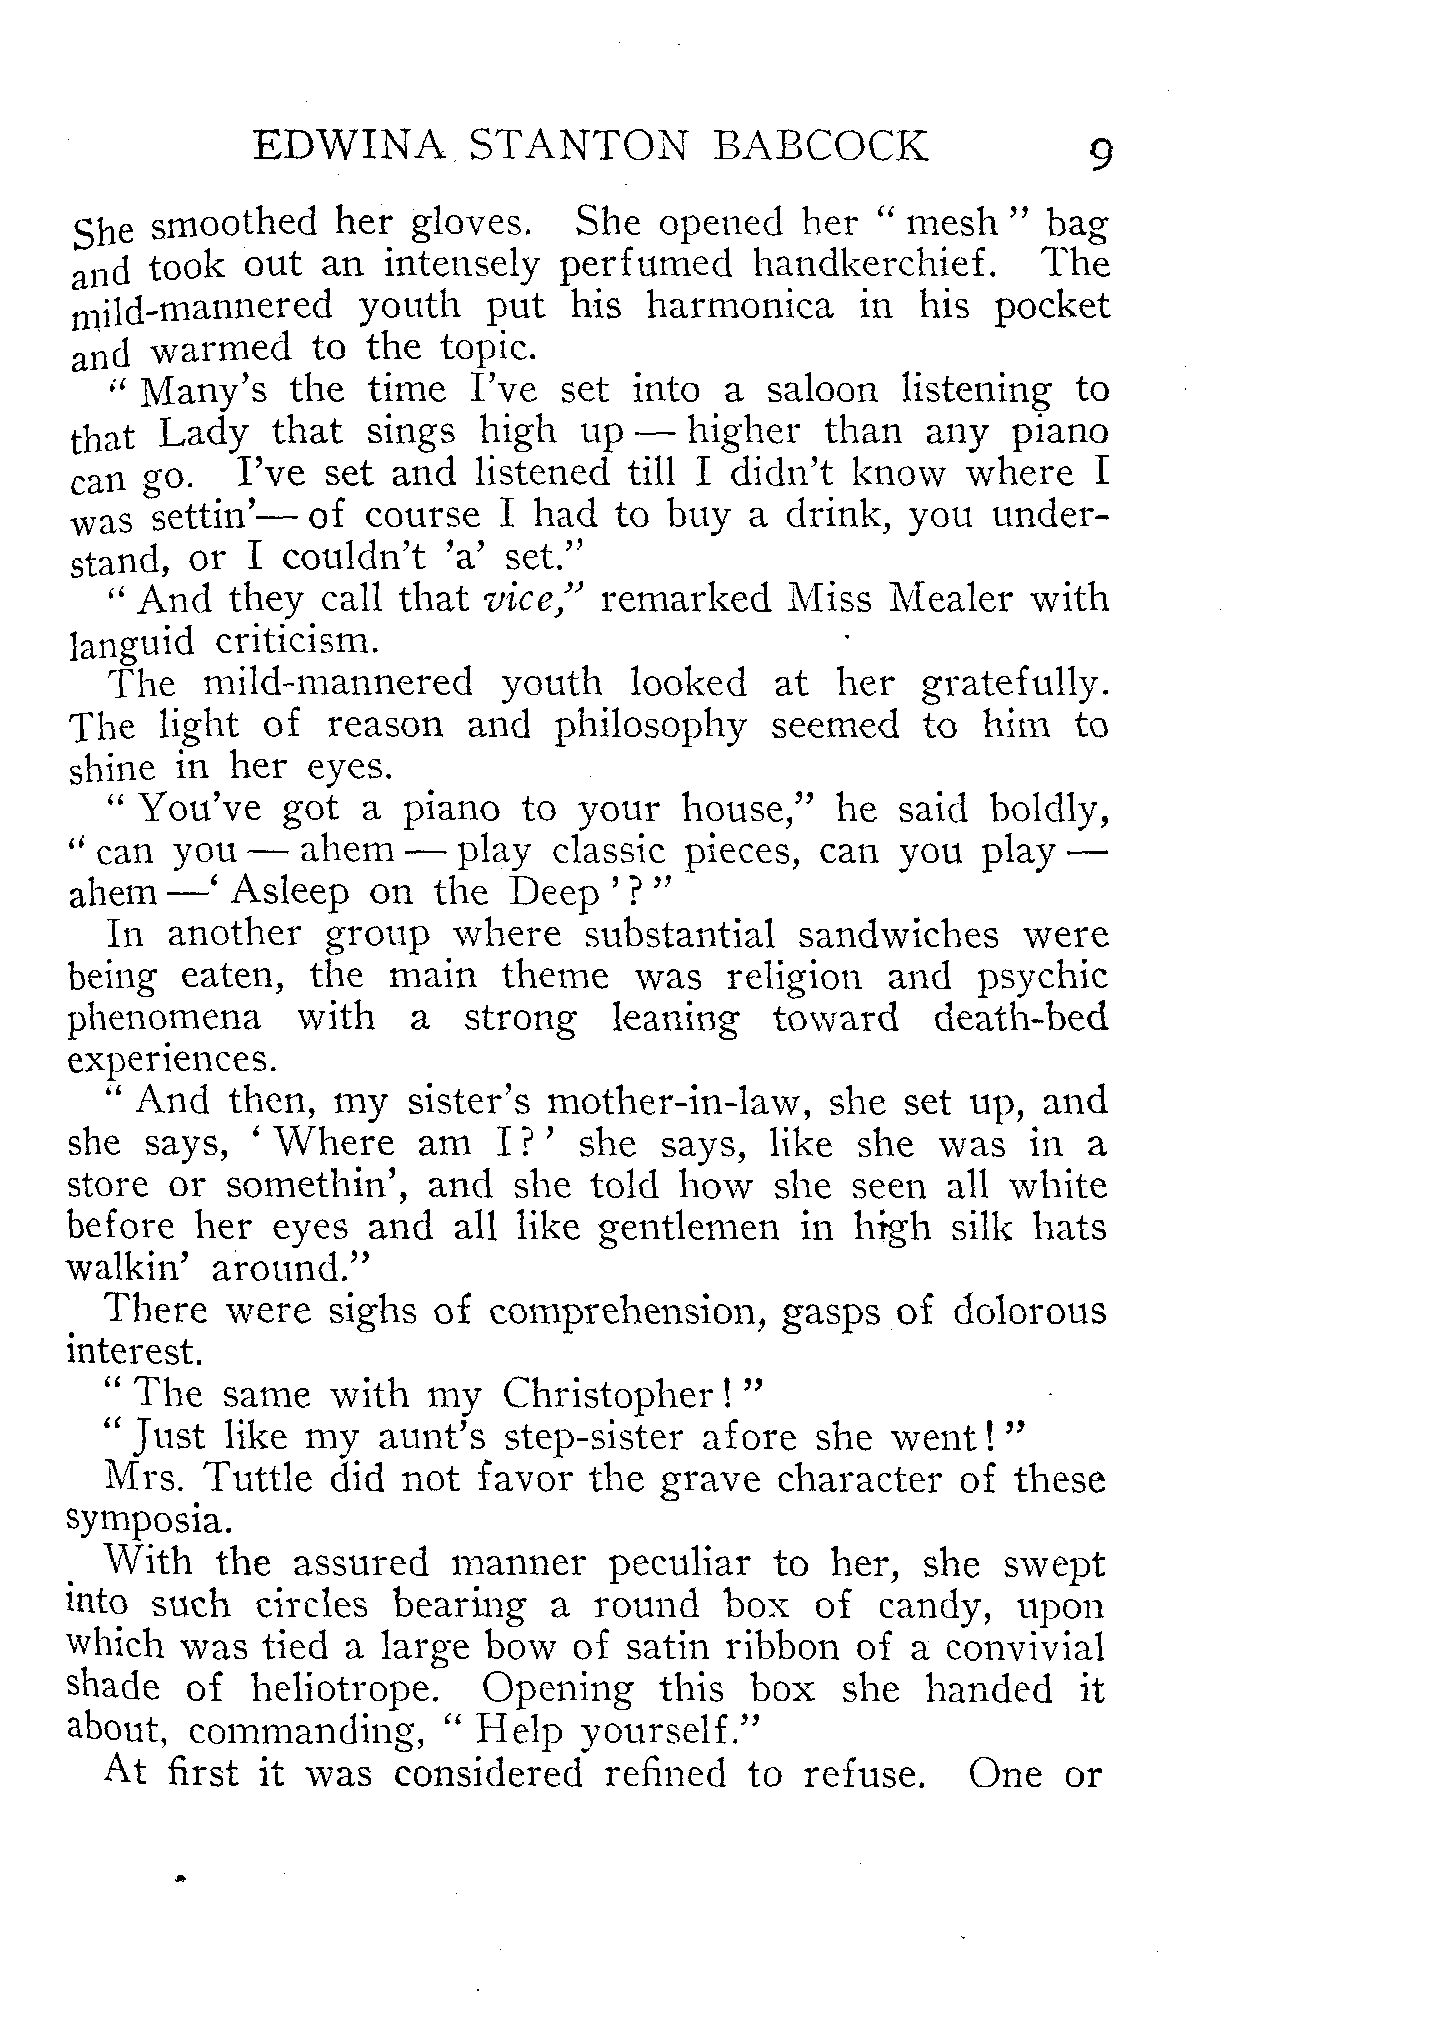 EDWINA STANTON BABCOCK 9
She smoothed her gloves. She opened her “ mesh ” bag
and took out an intensely perfumed handkerchief. The
mild-mannered youth put his harmonica in his pocket
and warmed to the topic.
“ Many’s the time I’ve set into a saloon listening to
that Lady that sings high up — higher than any piano
can go. I’ve set and listened till I didn’t know where I
was settin’— of course I had to buy a drink, you under-
stand, or I couldn’t ’a’ set.”
“ And they call that vice,” remarked Miss Mealer with
languid criticism.
The mild-mannered youth looked at her gratefully.
The light of reason and philosophy seemed to him to
shine in her eyes.
“ You’ve got a piano to your house,” he said boldly,
“ can you — ahem — play classic pieces, can you play —
ahem —‘ Asleep on the Deep ’ ? ”
In another group where substantial sandwiches were
being eaten, the main theme was religion and psychic
phenomena with a strong leaning toward death-bed
experiences.
“ And then, my sister’s mother-in-law, she set up, and
she says, ‘ Where am I ? ’ she says, like she was in a
store or somethin’, and she told how she seen all white
before her eyes and all like gentlemen in high silk hats
walkin’ around.”
There were sighs of comprehension, gasps of dolorous
interest.
“ The same with my Christopher ! ”
“ Just like my aunt’s step-sister afore she went ! ”
Mrs. Tuttle did not favor the grave character of these
symposia.
With the assured manner peculiar to her, she swept
into such circles bearing a round box of candy, upon
which was tied a large bow of satin ribbon of a convivial
shade of heliotrope. Opening this box she handed it
about, commanding, “ Help yourself.”
At first it was considered refined to refuse. One or